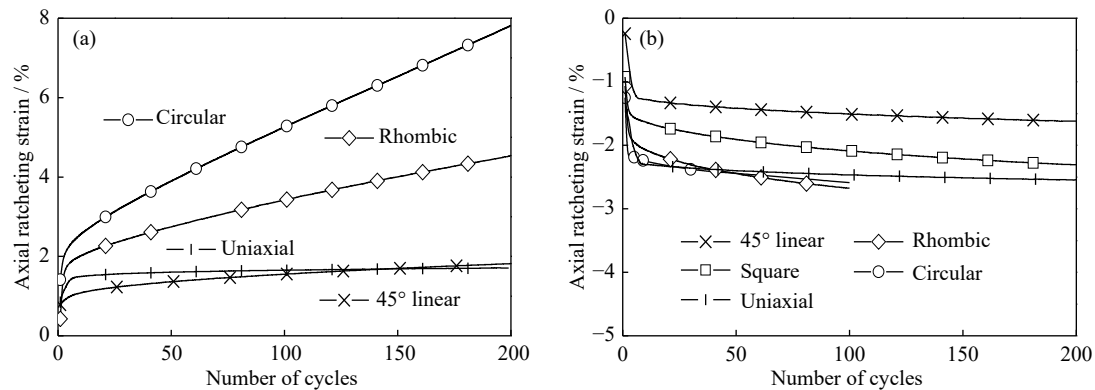 (a)
Axial ratcheting strain / %
8
6
4
2
0
Circular
Rhombic
Uniaxial
45° linear
0 50 100 150 200
Number of cycles
(b)
Axial ratcheting strain / %
0
−1
−2
−3
−4
−5
45° linear Rhombic
Square Circular
Uniaxial
0 50 100 150 200
Number of cycles